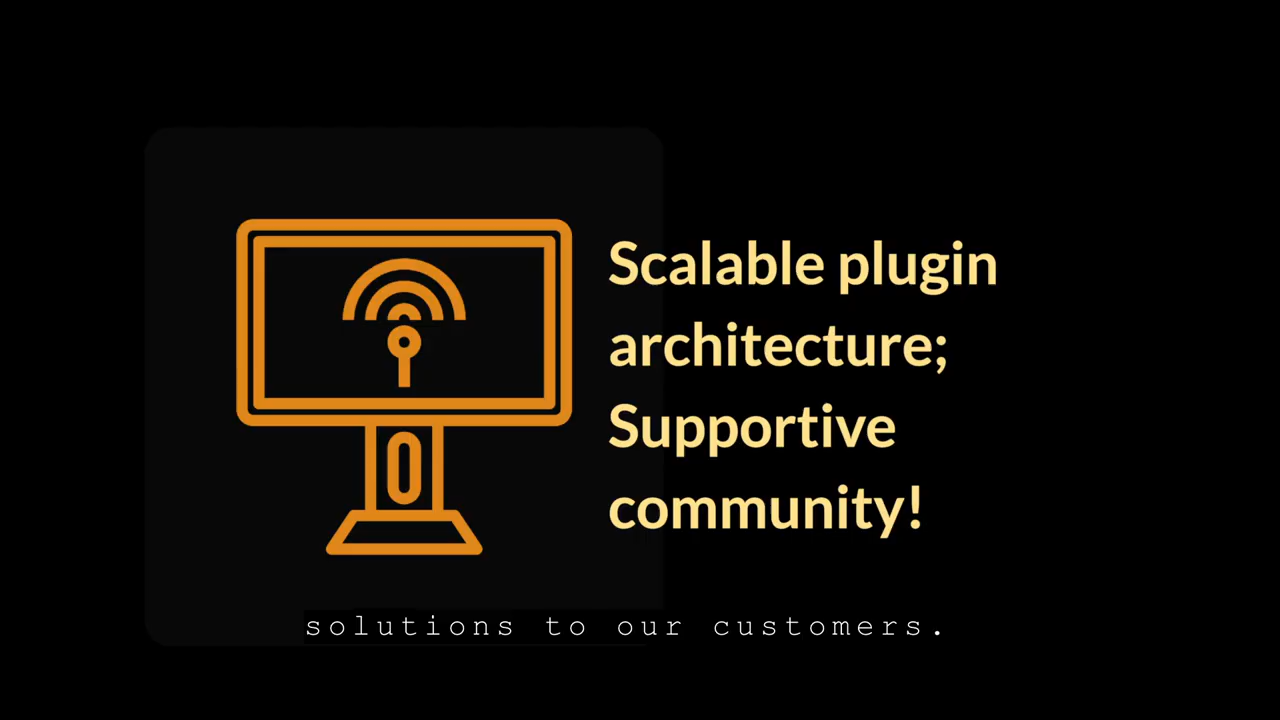 Scalable plugin
architecture;
Supportive
community!
solutions to our customers.